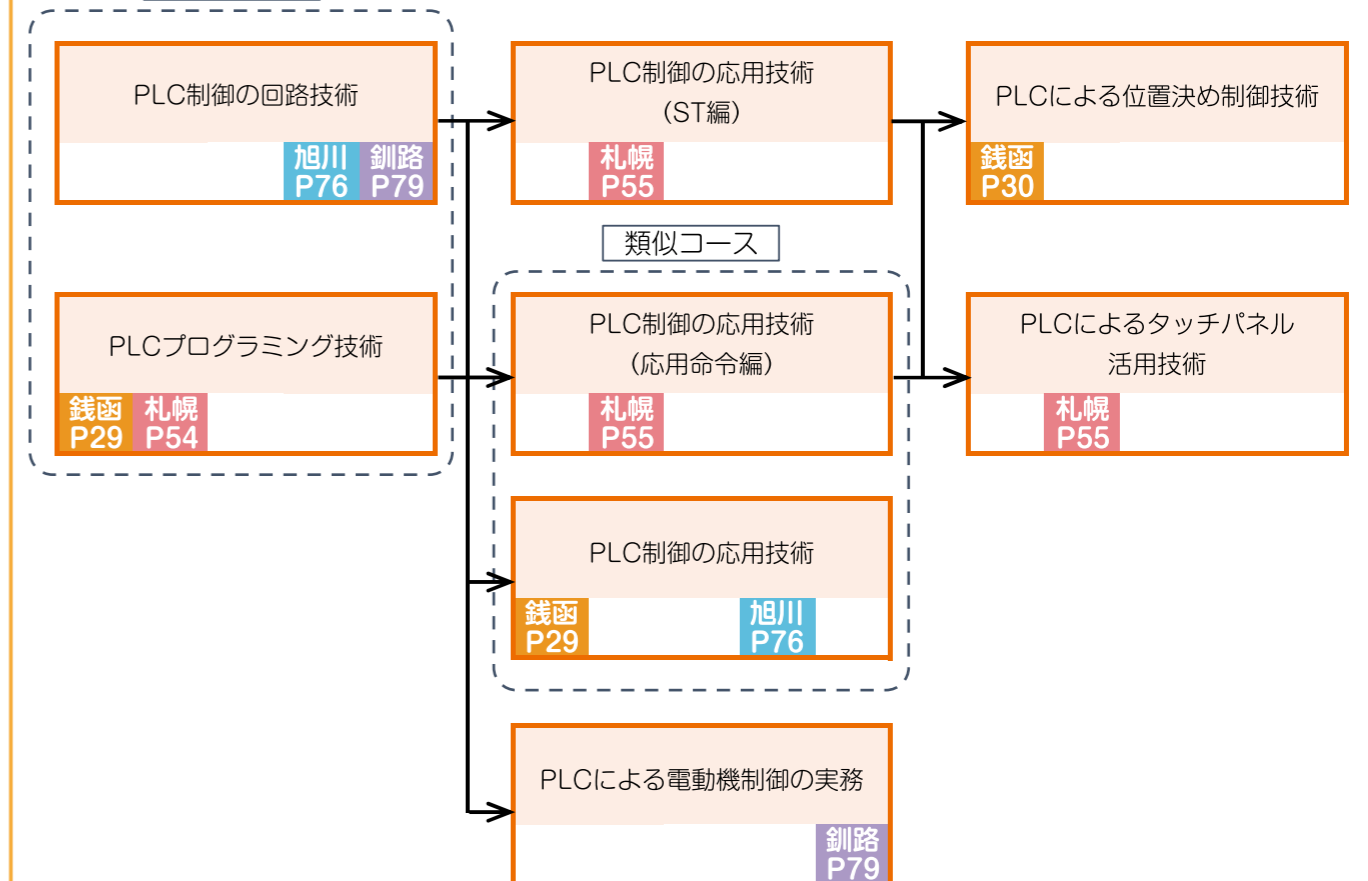 PLC制御の回路技術
旭川 釧路
P76 P79
PLCプログラミング技術
銭函 札幌
P29 P54
PLC制御の応用技術
（ST編）
札幌
P55
類似コース
PLC制御の応用技術
（応用命令編）
札幌
P55
PLC制御の応用技術
銭函 旭川
P29 P76
PLCによる電動機制御の実務
釧路
P79
PLCによる位置決め制御技術
銭函
P30
PLCによるタッチパネル
活用技術
札幌
P55